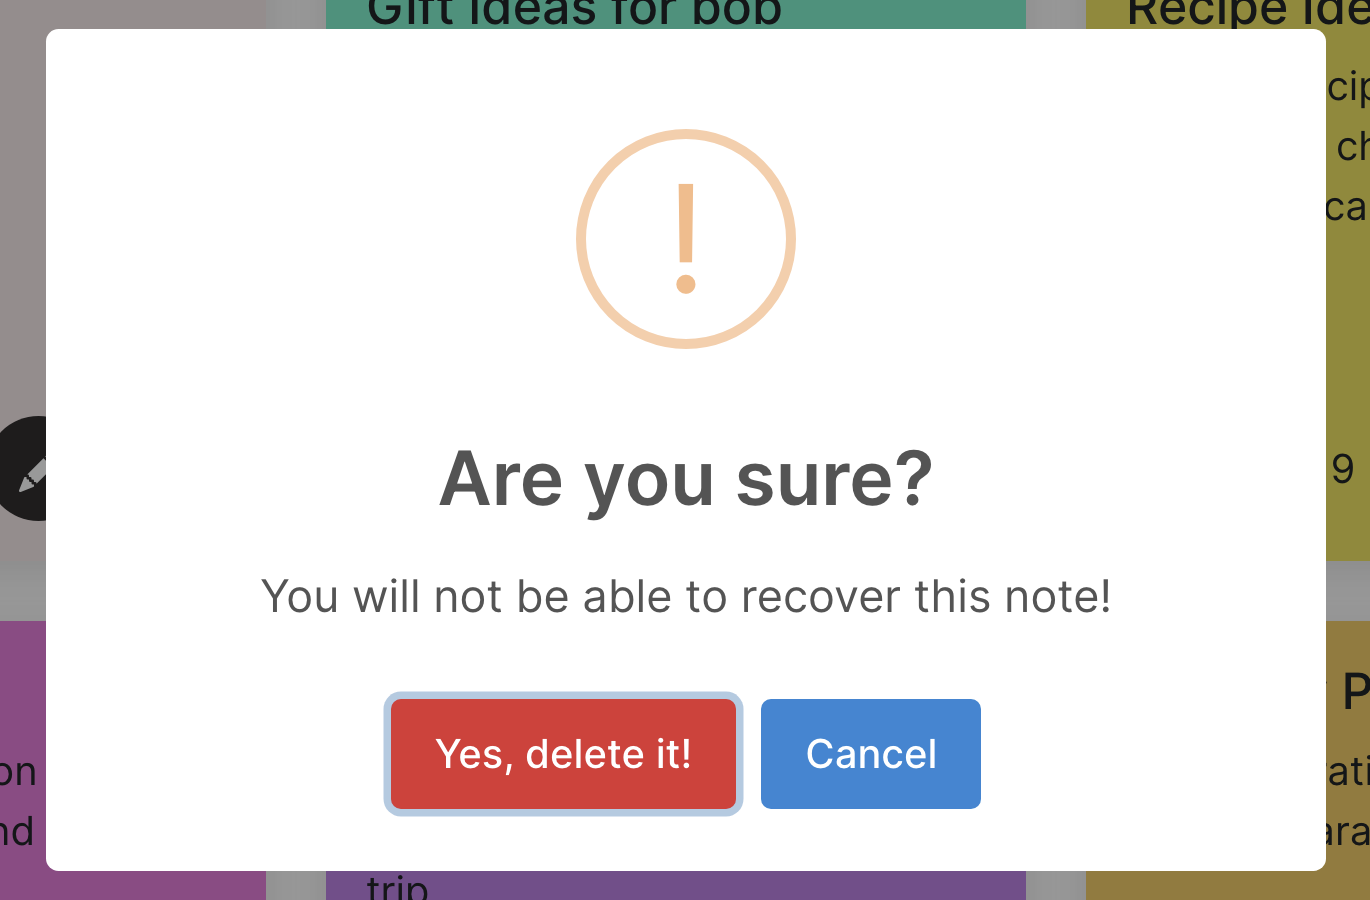 Gift Ideas for bob
Recipe Ide
cip
ch
ca
!
Are you sure?
9
You will not be able to recover this note!
P
Yes, delete it!
Cancel
on
rati
nd
ara
trip